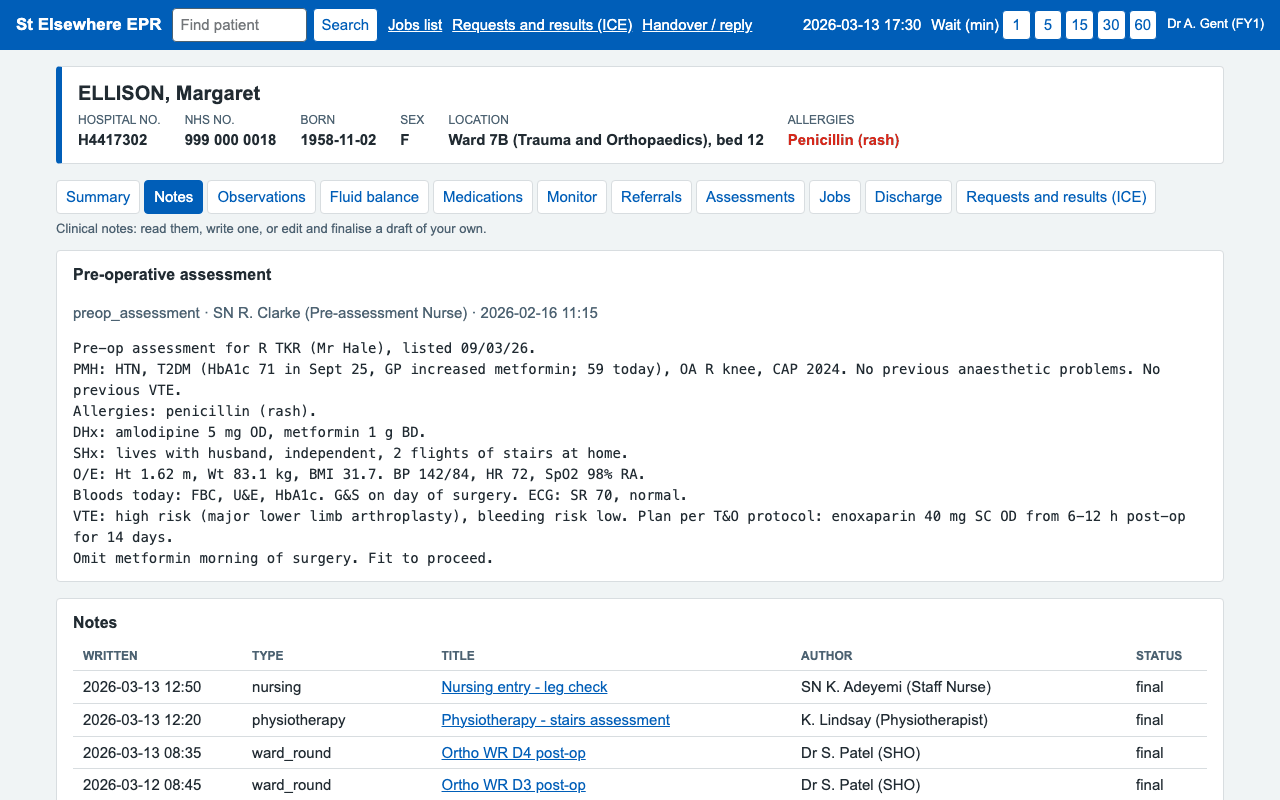 St Elsewhere EPR Find patient Search Jobs list Requests and results (ICE) Handover / reply 2026-03-13 17:30 Wait (min) 1 5 15 30 60 Dr A. Gent (FY1)
ELLISON, Margaret
HOSPITAL NO. NHS NO. BORN SEX LOCATION ALLERGIES
H4417302 999 000 0018 1958-11-02 F Ward 7B (Trauma and Orthopaedics), bed 12 Penicillin (rash)
Summary Notes Observations Fluid balance Medications Monitor Referrals Assessments Jobs Discharge Requests and results (ICE)
Clinical notes: read them, write one, or edit and finalise a draft of your own.
Pre-operative assessment
preop_assessment · SN R. Clarke (Pre-assessment Nurse) · 2026-02-16 11:15
Pre-op assessment for R TKR (Mr Hale), listed 09/03/26.
PMH: HTN, T2DM (HbA1c 71 in Sept 25, GP increased metformin; 59 today), OA R knee, CAP 2024. No previous anaesthetic problems. No
previous VTE.
Allergies: penicillin (rash).
DHx: amlodipine 5 mg OD, metformin 1 g BD.
SHx: lives with husband, independent, 2 flights of stairs at home.
O/E: Ht 1.62 m, Wt 83.1 kg, BMI 31.7. BP 142/84, HR 72, SpO2 98% RA.
Bloods today: FBC, U&E, HbA1c. G&S on day of surgery. ECG: SR 70, normal.
VTE: high risk (major lower limb arthroplasty), bleeding risk low. Plan per T&O protocol: enoxaparin 40 mg SC OD from 6-12 h post-op
for 14 days.
Omit metformin morning of surgery. Fit to proceed.
Notes
WRITTEN TYPE TITLE AUTHOR STATUS
2026-03-13 12:50 nursing Nursing entry - leg check SN K. Adeyemi (Staff Nurse) final
2026-03-13 12:20 physiotherapy Physiotherapy - stairs assessment K. Lindsay (Physiotherapist) final
2026-03-13 08:35 ward_round Ortho WR D4 post-op Dr S. Patel (SHO) final
2026-03-12 08:45 ward_round Ortho WR D3 post-op Dr S. Patel (SHO) final